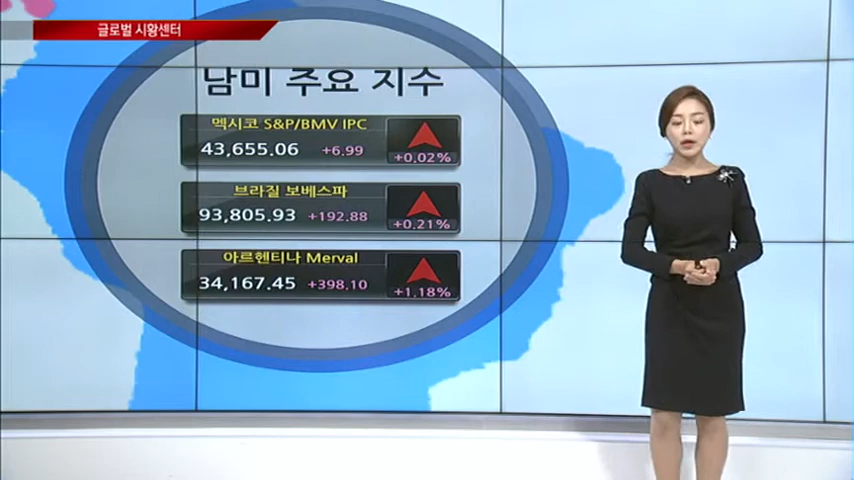 글로벌 시황센터
남미 주요 지수
멕시코 S&P/BMV IPC
43,655.06 +6.99 +0.02%
브라질 보베스파
93,805.93 +192.88 +0.21%
아르헨티나 Merval
34,167.45 +398.10 +1.18%